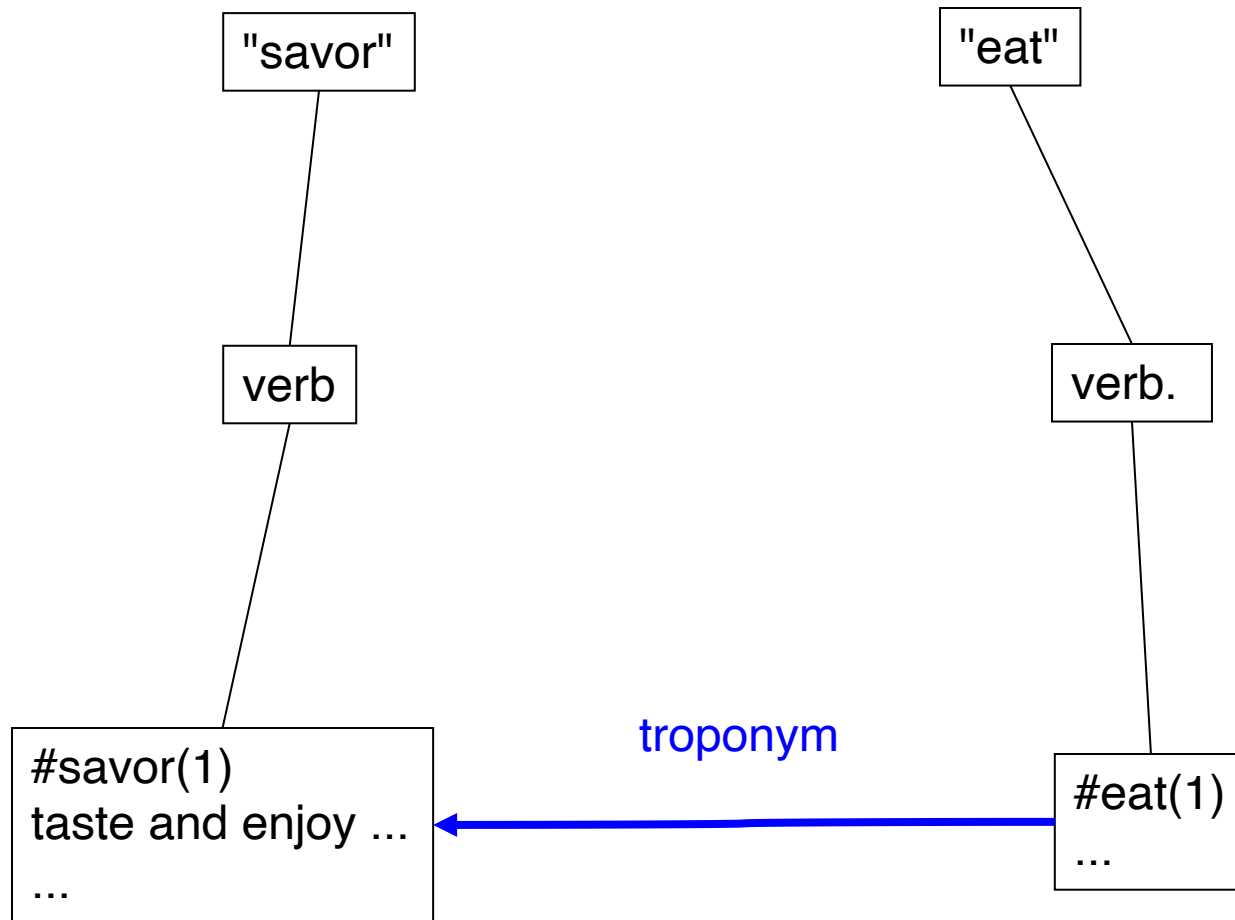 "savor"
"eat"
verb
verb.
troponym
#savor(1)
taste and enjoy ...
...
#eat(1)
...